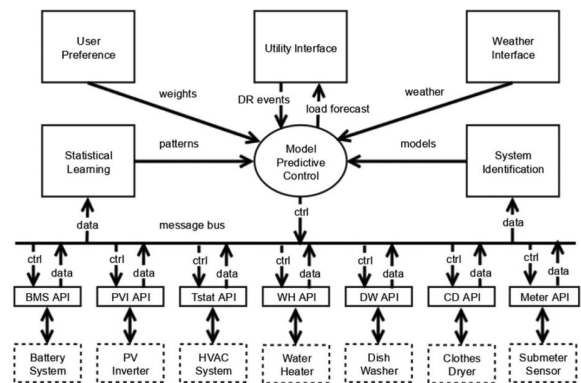 User
Preference
Utility Interface
Weather
Interface
weights
DR events
load forecast
weather
Statistical
Learning
patterns
Model
Predictive
Control
models
System
Identification
data
message bus
ctrl
data
ctrl
data
ctrl
data
ctrl
data
ctrl
data
ctrl
data
ctrl
data
ctrl
data
BMS API
PVI API
Tstat API
WH API
DW API
CD API
Meter API
Battery
System
PV
Inverter
HVAC
System
Water
Heater
Dish
Washer
Clothes
Dryer
Submeter
Sensor